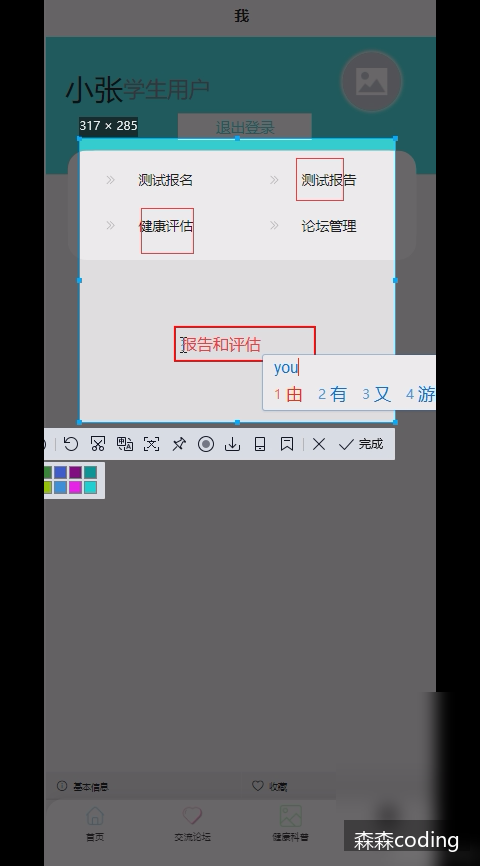 我
小张学生用户
317 × 285
退出登录
测试报名
测试报告
健康评估
论坛管理
报告和评估
you
1 由 2 有 3 又 4 游
完成
基本信息
收藏
首页
交流论坛
健康科普
森森coding